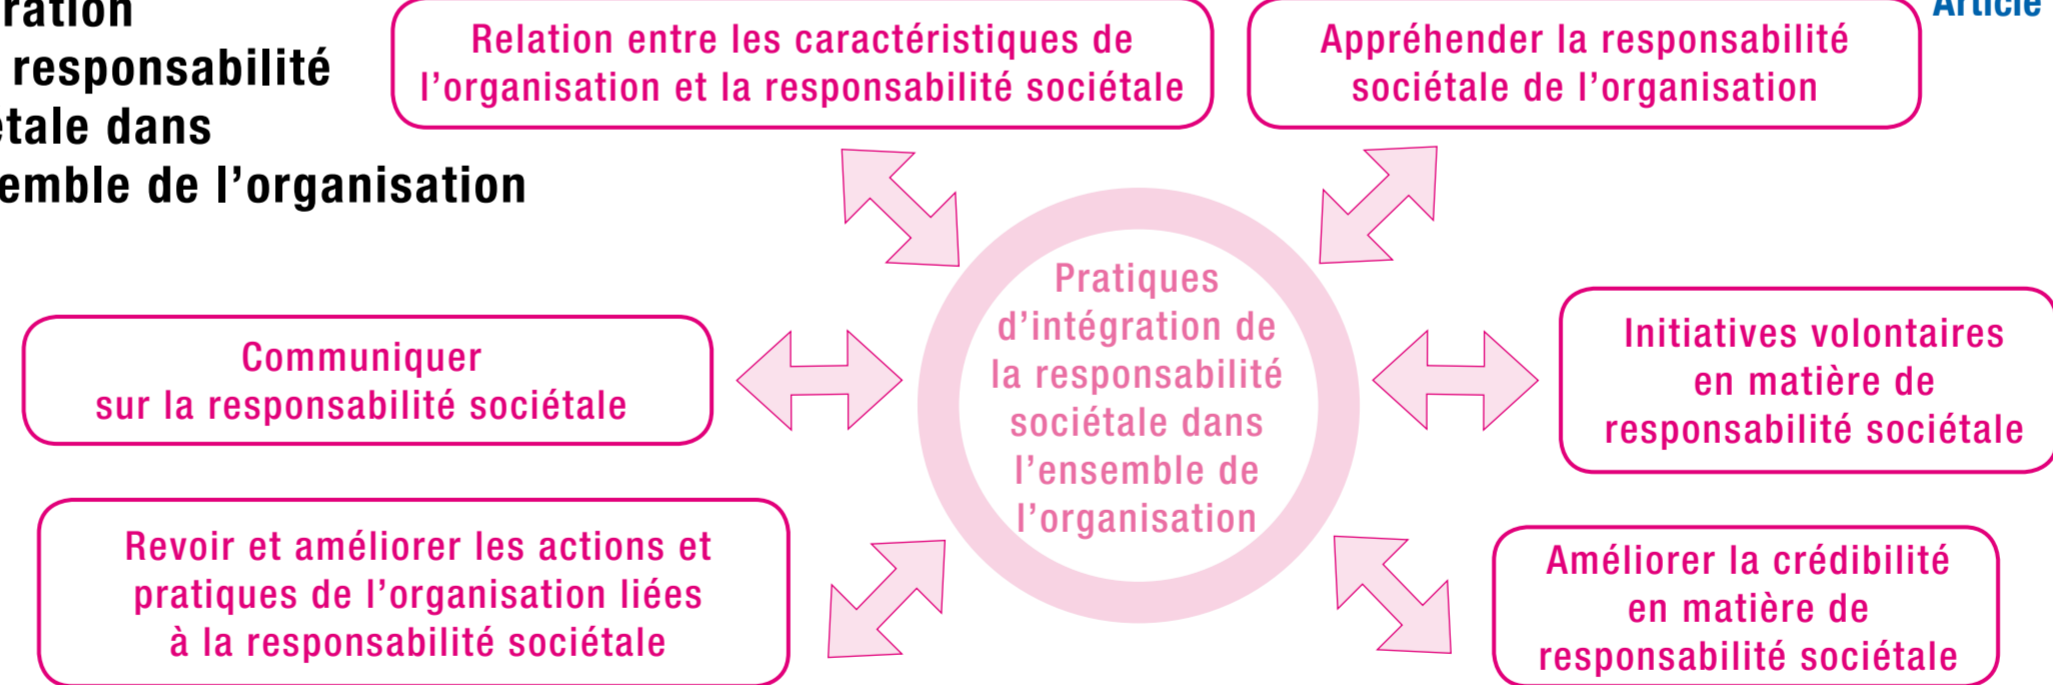 ration
responsabilité
étale dans
emble de l’organisation
Relation entre les caractéristiques de
l’organisation et la responsabilité sociétale
Appréhender la responsabilité
sociétale de l’organisation
Article
Pratiques
d’intégration de
la responsabilité
sociétale dans
l’ensemble de
l’organisation
Communiquer
sur la responsabilité sociétale
Initiatives volontaires
en matière de
responsabilité sociétale
Revoir et améliorer les actions et
pratiques de l’organisation liées
à la responsabilité sociétale
Améliorer la crédibilité
en matière de
responsabilité sociétale